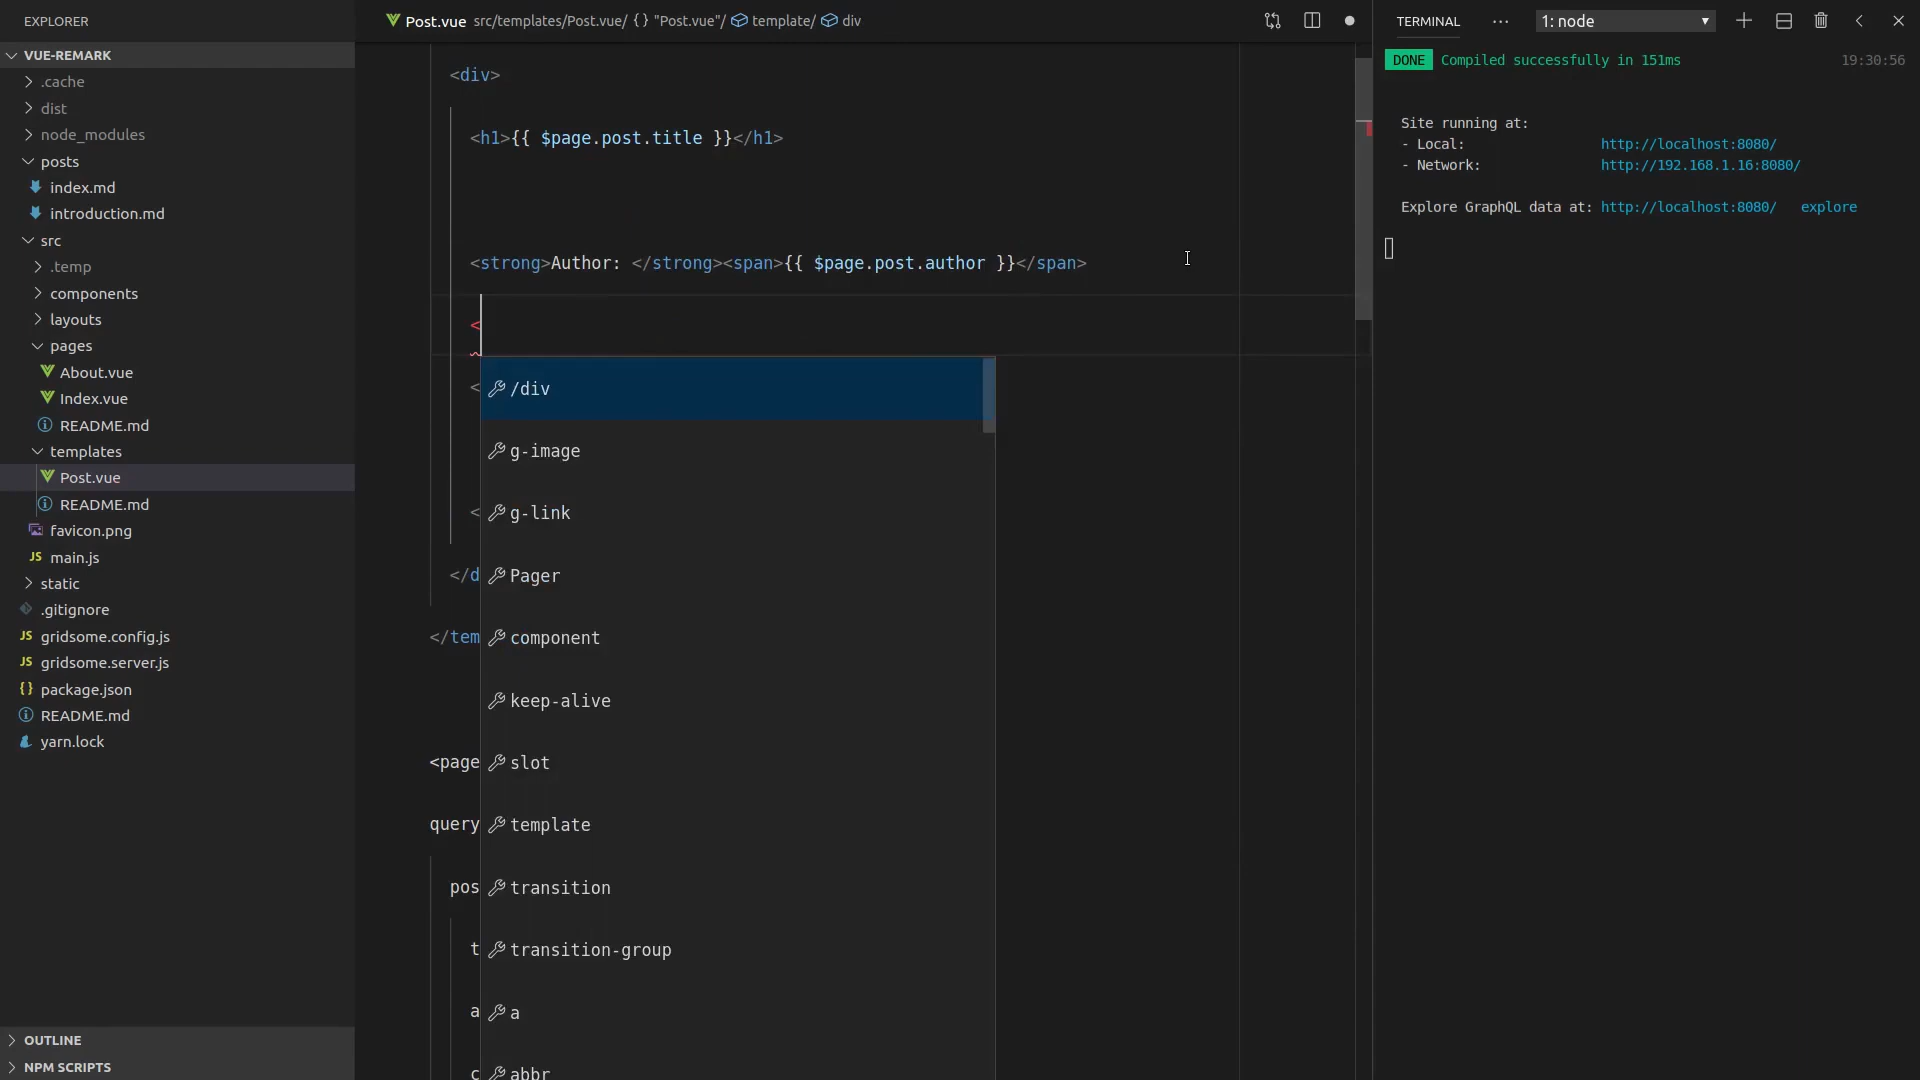 EXPLORER
VUE-REMARK
.cache
dist
node_modules
posts
index.md
introduction.md
src
.temp
components
layouts
pages
About.vue
Index.vue
README.md
templates
Post.vue
README.md
favicon.png
JS main.js
static
.gitignore
JS gridsome.config.js
JS gridsome.server.js
{} package.json
README.md
yarn.lock
OUTLINE
NPM SCRIPTS
Post.vue src/templates/Post.vue/ {} "Post.vue"/ template/ div
<div>
<h1>{{ $page.post.title }}</h1>
<strong>Author: </strong><span>{{ $page.post.author }}</span>
<
<
<
</d
</tem
<page
query
pos
t
a
c
/div
g-image
g-link
Pager
component
keep-alive
slot
template
transition
transition-group
a
abbr
TERMINAL ··· 1: node
DONE Compiled successfully in 151ms 19:30:56
Site running at:
- Local: http://localhost:8080/
- Network: http://192.168.1.16:8080/
Explore GraphQL data at: http://localhost:8080/ explore